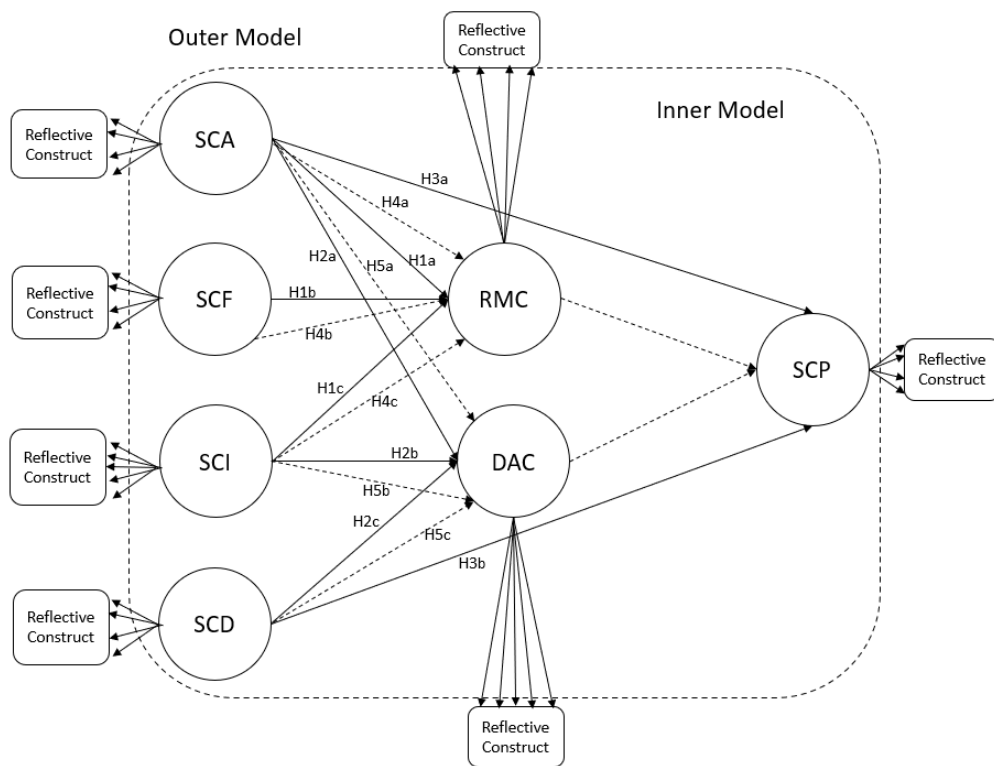 Outer Model
Reflective
Construct
Inner Model
Reflective
Construct
SCA
H3a
H4a
H2a
H5a
H1a
Reflective
Construct
SCF
H1b
RMC
H4b
Reflective
Construct
SCP
H1c
H4c
Reflective
Construct
SCI
H2b
DAC
H5b
H2c
H5c
H3b
Reflective
Construct
SCD
Reflective
Construct